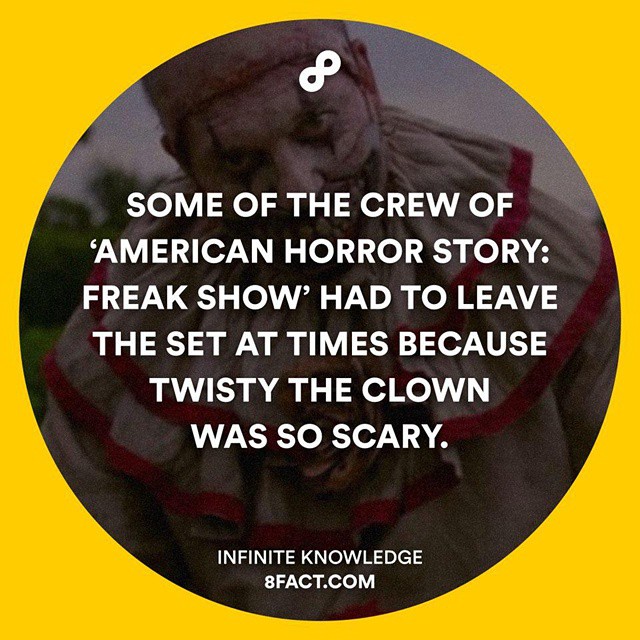 SOME OF THE CREW OF
‘AMERICAN HORROR STORY:
FREAK SHOW’ HAD TO LEAVE
THE SET AT TIMES BECAUSE
TWISTY THE CLOWN
WAS SO SCARY.
INFINITE KNOWLEDGE
8FACT.COM